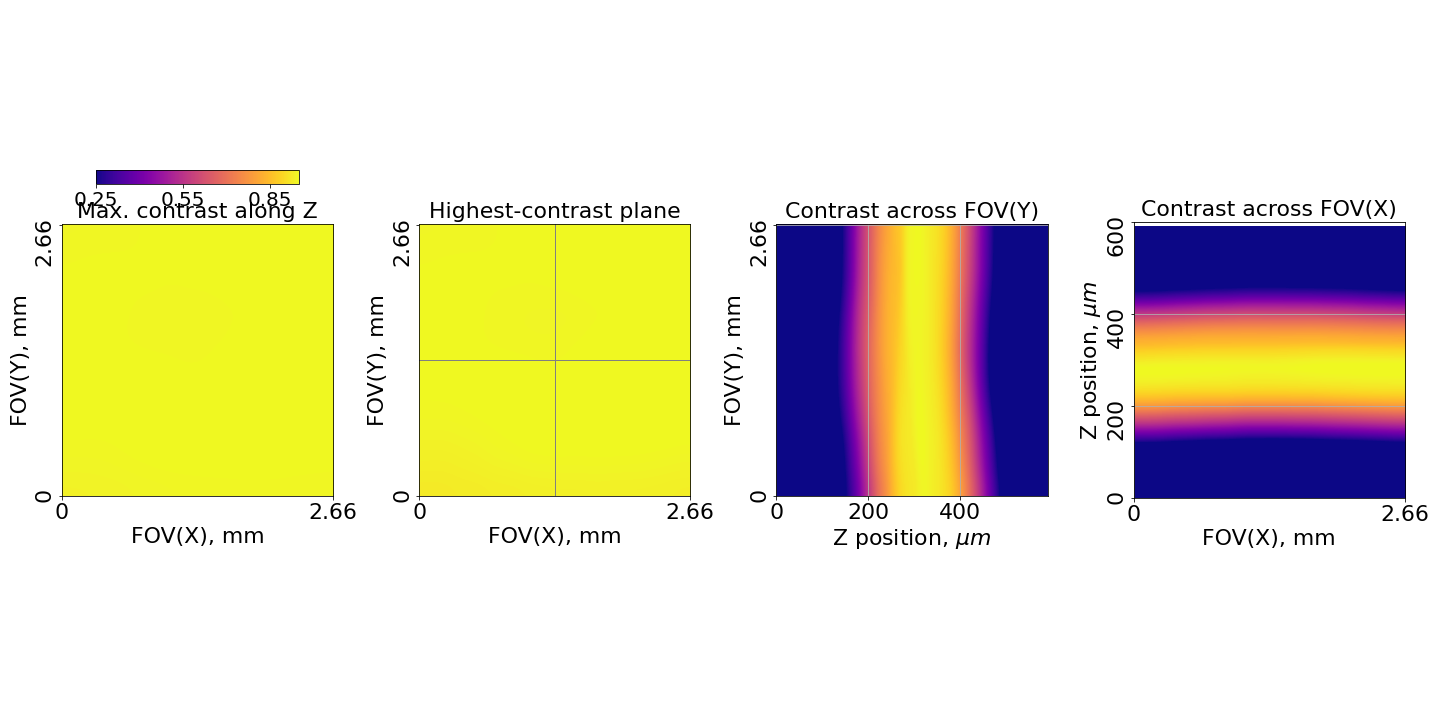 0.25 0.55 0.85
Max. contrast along Z
2.66
FOV(Y), mm
0
0 2.66
FOV(X), mm
Highest-contrast plane
2.66
FOV(Y), mm
0
0 2.66
FOV(X), mm
Contrast across FOV(Y)
2.66
FOV(Y), mm
0
0 200 400
Z position, μm
Contrast across FOV(X)
600
400
200
0
Z position, μm
0 2.66
FOV(X), mm